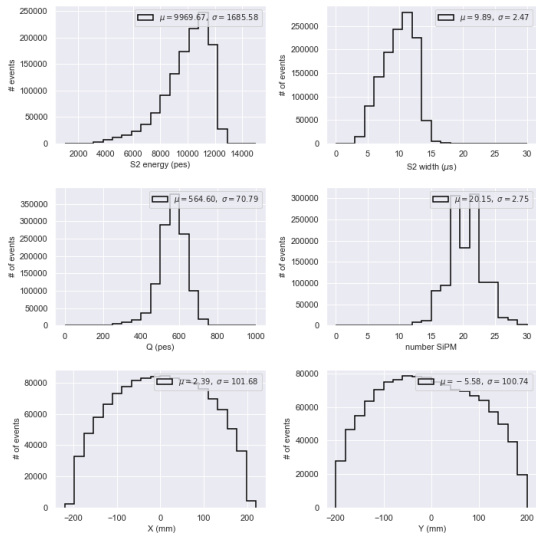 μ=9969.67, σ=1685.58
250000
200000
150000
100000
50000
0
# of events
2000 4000 6000 8000 10000 12000 14000
S2 energy (pes)
μ=9.89, σ=2.47
250000
200000
150000
100000
50000
0
# of events
0 5 10 15 20 25 30
S2 width (μs)
μ=564.60, σ=70.79
350000
300000
250000
200000
150000
100000
50000
0
# of events
0 200 400 600 800 1000
Q (pes)
μ=20.15, σ=2.75
300000
250000
200000
150000
100000
50000
0
# of events
0 5 10 15 20 25 30
number SiPM
μ=2.39, σ=101.68
80000
60000
40000
20000
0
# of events
−200 −100 0 100 200
X (mm)
μ=−5.58, σ=100.74
80000
70000
60000
50000
40000
30000
20000
10000
0
# of events
−200 −100 0 100 200
Y (mm)